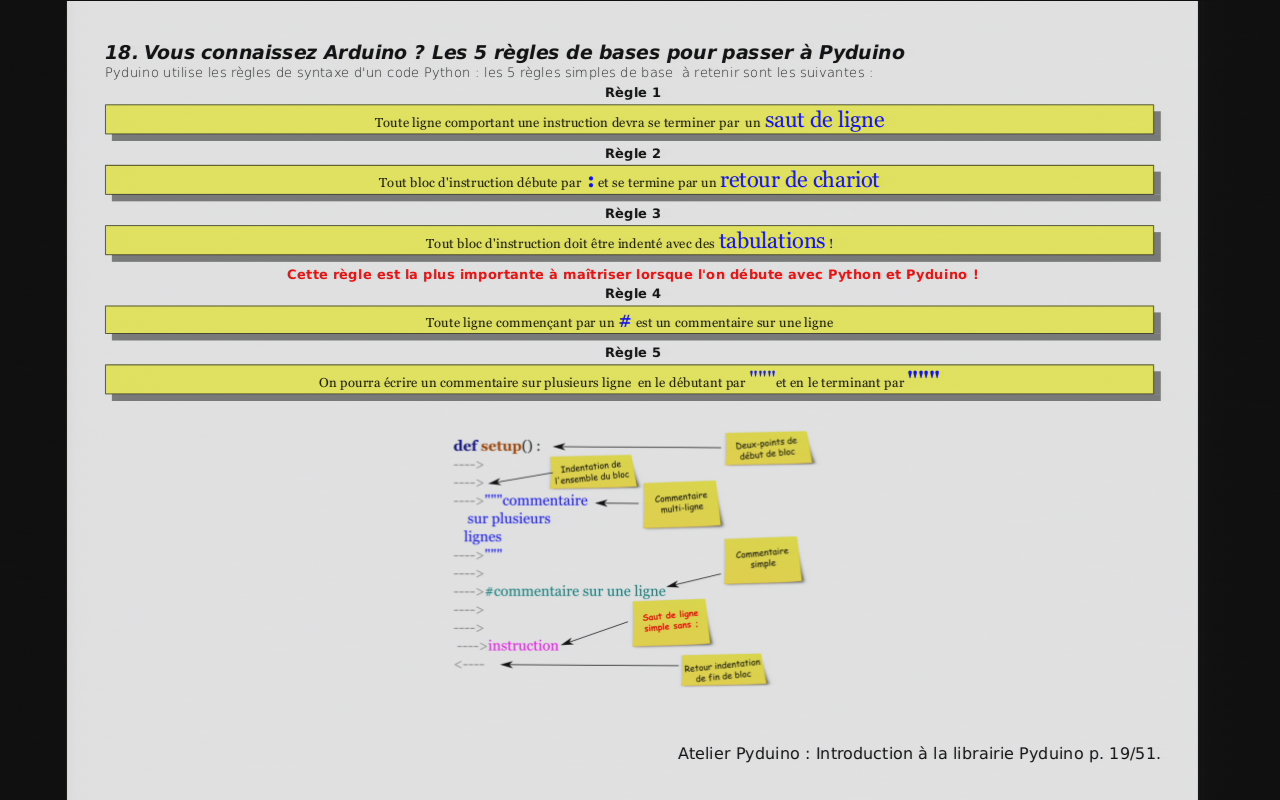 18. Vous connaissez Arduino ? Les 5 règles de bases pour passer à Pyduino
Pyduino utilise les règles de syntaxe d'un code Python : les 5 règles simples de base à retenir sont les suivantes :
Règle 1
Toute ligne comportant une instruction devra se terminer par un saut de ligne
Règle 2
Tout bloc d'instruction débute par : et se termine par un retour de chariot
Règle 3
Tout bloc d'instruction doit être indenté avec des tabulations !
Cette règle est la plus importante à maîtriser lorsque l'on débute avec Python et Pyduino !
Règle 4
Toute ligne commençant par un # est un commentaire sur une ligne
Règle 5
On pourra écrire un commentaire sur plusieurs ligne en le débutant par """ et en le terminant par """
def setup() :
Deux-points de
début de bloc
---->
Indentation de
l'ensemble du bloc
---->
---->"""commentaire
sur plusieurs
lignes
---->"""
Commentaire
multi-ligne
---->
Commentaire
simple
---->#commentaire sur une ligne
---->
---->
Saut de ligne
simple sans :
---->instruction
<----
Retour indentation
de fin de bloc
Atelier Pyduino : Introduction à la librairie Pyduino p. 19/51.